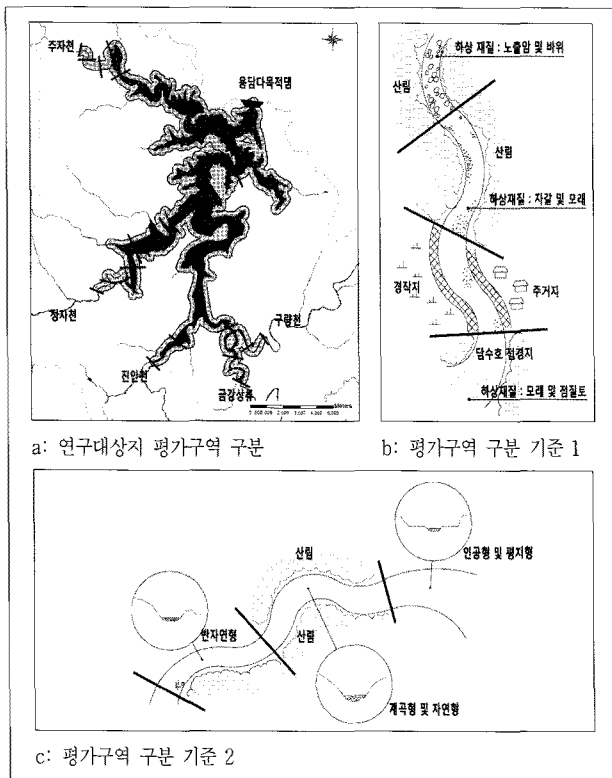 주자천
용담다목적댐
정자천
진안천
구량천
금강상류
a: 연구대상지 평가구역 구분
하상 재질 : 노출암 및 바위
산림
산림
하상재질 : 자갈 및 모래
경작지
주거지
담수호 접경지
하상재질 : 모래 및 점질토
b: 평가구역 구분 기준 1
산림
인공형 및 평지형
반자연형
산림
계곡형 및 자연형
c: 평가구역 구분 기준 2